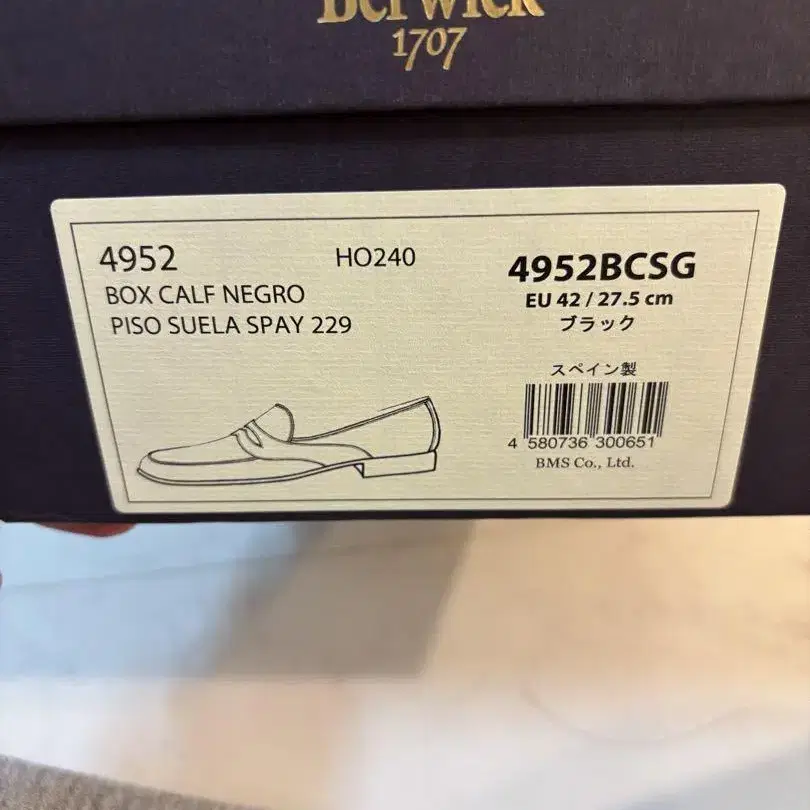 Berwick
1707
4952
HO240
BOX CALF NEGRO
PISO SUELA SPAY 229
4952BCSG
EU 42 / 27.5 cm
ブラック
スペイン製
4 580736 300651
BMS Co., Ltd.